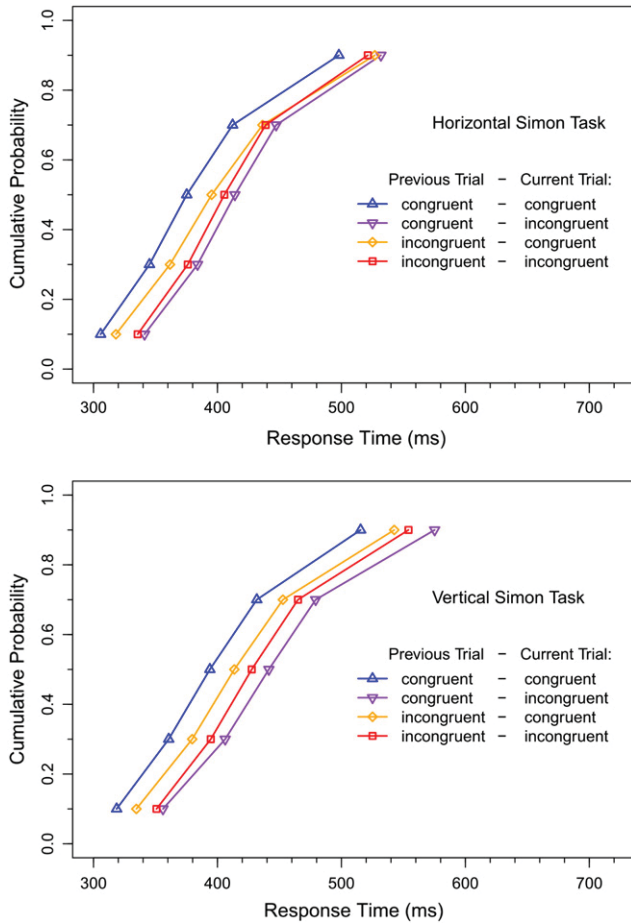 1.0
0.8
0.6
0.4
0.2
0.0
Cumulative Probability
Horizontal Simon Task
Previous Trial – Current Trial:
congruent – congruent
congruent – incongruent
incongruent – congruent
incongruent – incongruent
300 400 500 600 700
Response Time (ms)
1.0
0.8
0.6
0.4
0.2
0.0
Cumulative Probability
Vertical Simon Task
Previous Trial – Current Trial:
congruent – congruent
congruent – incongruent
incongruent – congruent
incongruent – incongruent
300 400 500 600 700
Response Time (ms)